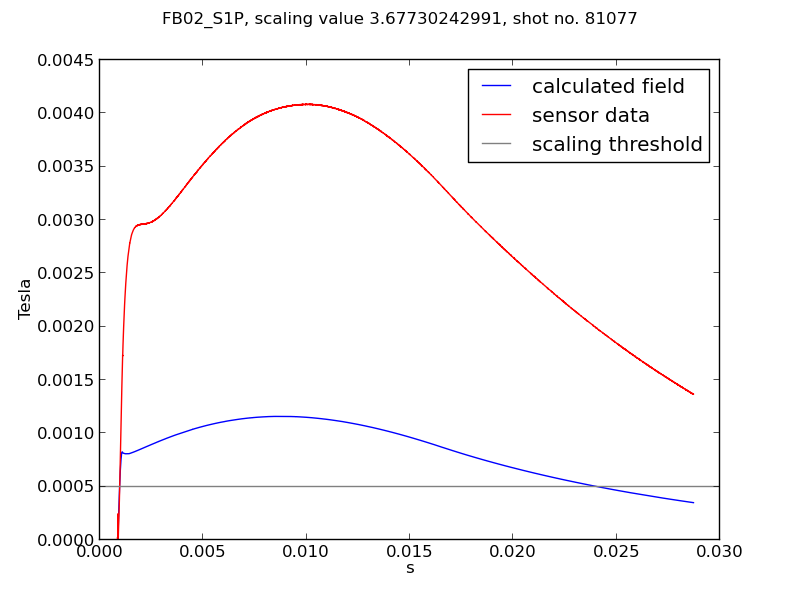 FB02_S1P, scaling value 3.67730242991, shot no. 81077
calculated field
sensor data
scaling threshold
Tesla
0.0045
0.0040
0.0035
0.0030
0.0025
0.0020
0.0015
0.0010
0.0005
0.0000
0.000
0.005
0.010
0.015
0.020
0.025
0.030
s